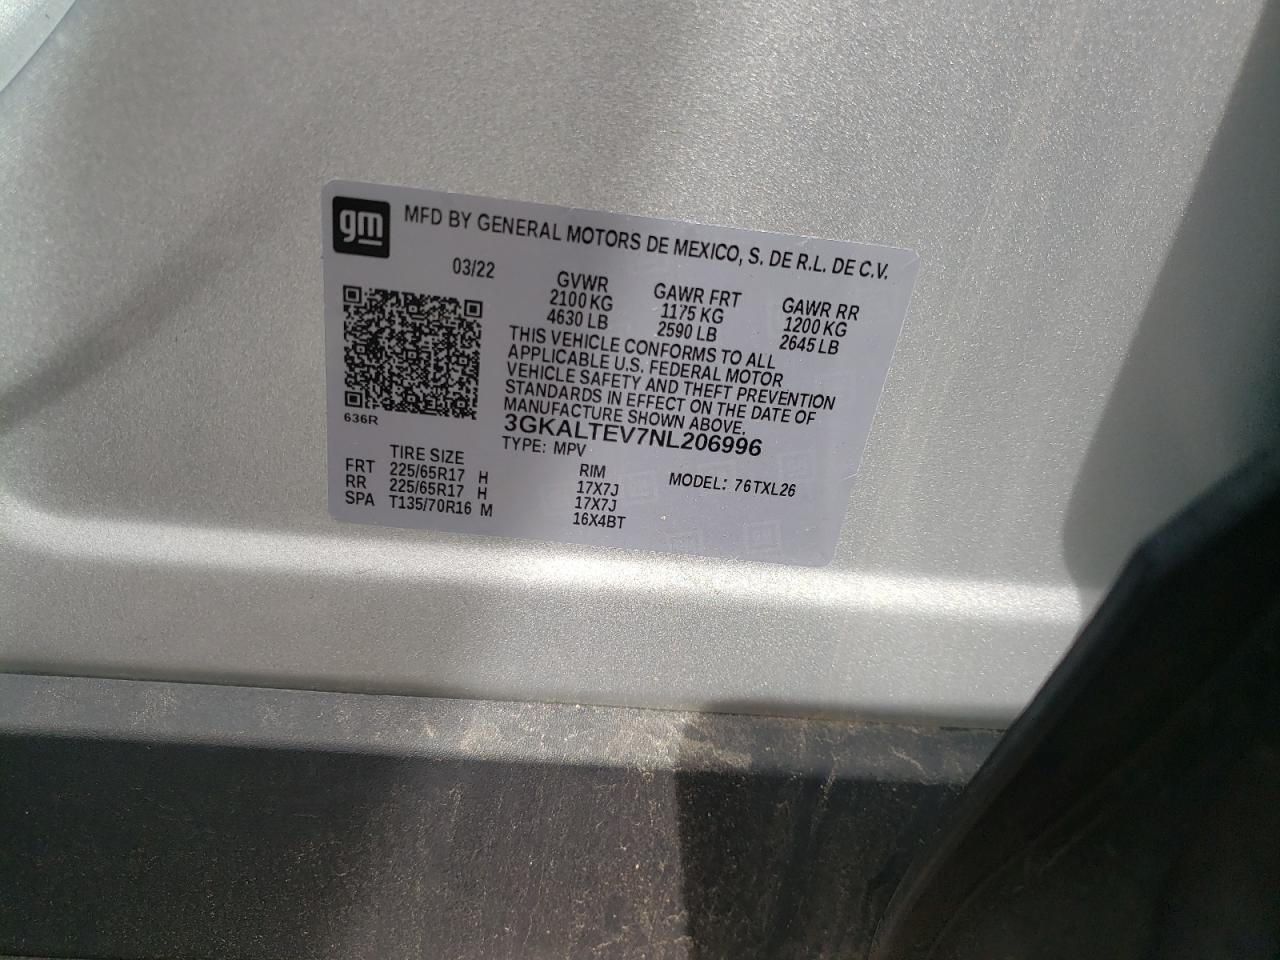 gm
MFD BY GENERAL MOTORS DE MEXICO, S. DE R.L. DE C.V.
03/22
GVWR GAWR FRT GAWR RR
2100 KG 1175 KG 1200 KG
4630 LB 2590 LB 2645 LB
THIS VEHICLE CONFORMS TO ALL
APPLICABLE U.S. FEDERAL MOTOR
VEHICLE SAFETY AND THEFT PREVENTION
STANDARDS IN EFFECT ON THE DATE OF
MANUFACTURE SHOWN ABOVE.
636R
3GKALTEV7NL206996
TYPE: MPV
MODEL: 76TXL26
TIRE SIZE RIM
FRT 225/65R17 H 17X7J
RR 225/65R17 H 17X7J
SPA T135/70R16 M 16X4BT